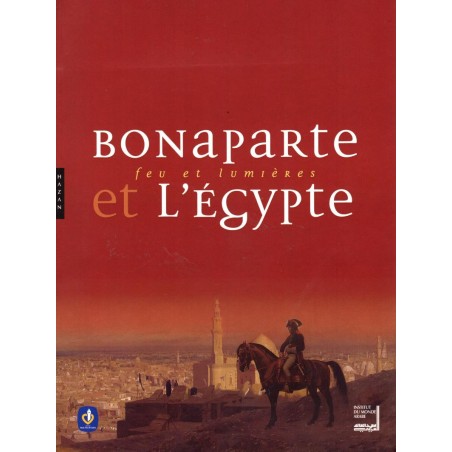 BONAPARTE
feu et lumières
et L'ÉGYPTE
HAZAN
INSTITUT
DU MONDE
ARABE